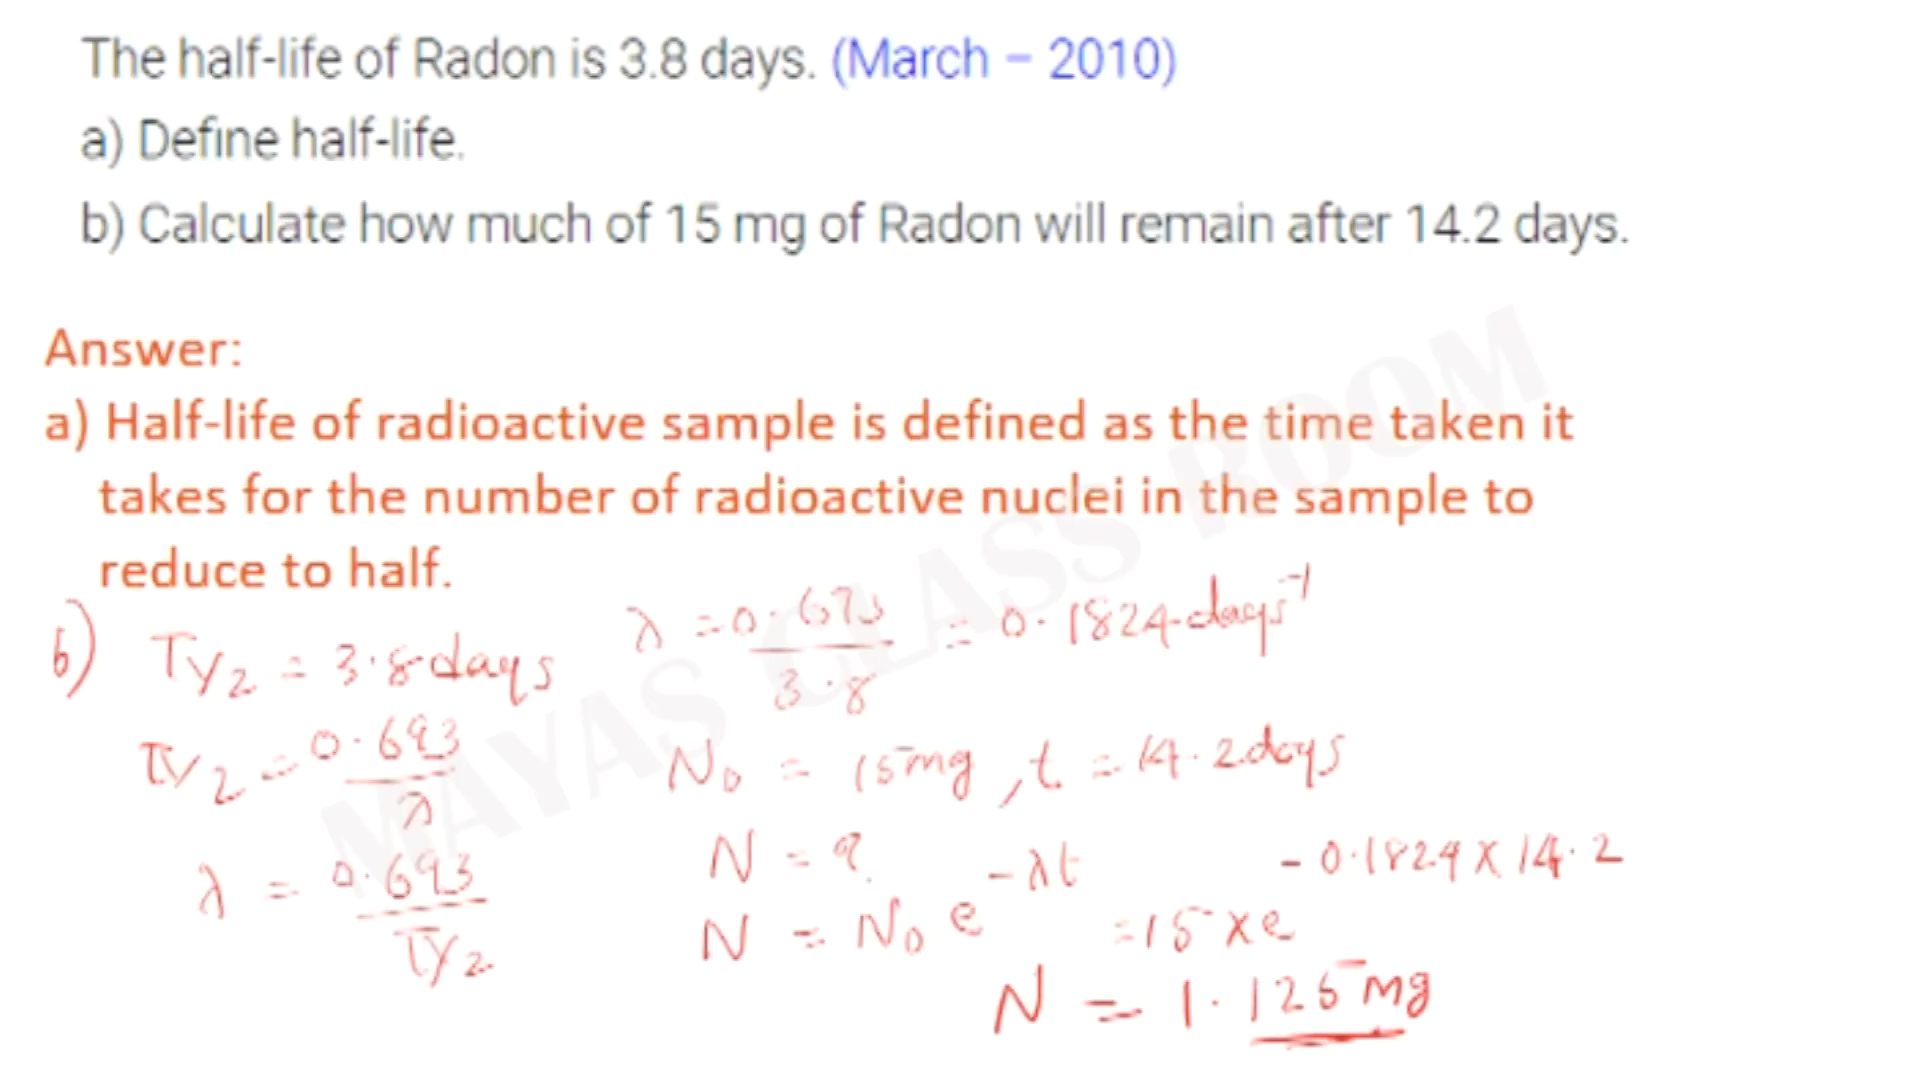 The half-life of Radon is 3.8 days. (March – 2010)
a) Define half-life.
b) Calculate how much of 15 mg of Radon will remain after 14.2 days.
Answer:
a) Half-life of radioactive sample is defined as the time taken it
takes for the number of radioactive nuclei in the sample to
reduce to half.
b) T1/2 = 3.8 days
T1/2 = 0.693/λ
λ = 0.693/T1/2
λ = 0.693/3.8 = 0.1824 days⁻¹
N₀ = 15mg, t = 14.2 days
N = ?
N = N₀ e^-λt = 15 x e^-0.1824 x 14.2
N = 1.125 mg
MAYAS CLASS ROOM